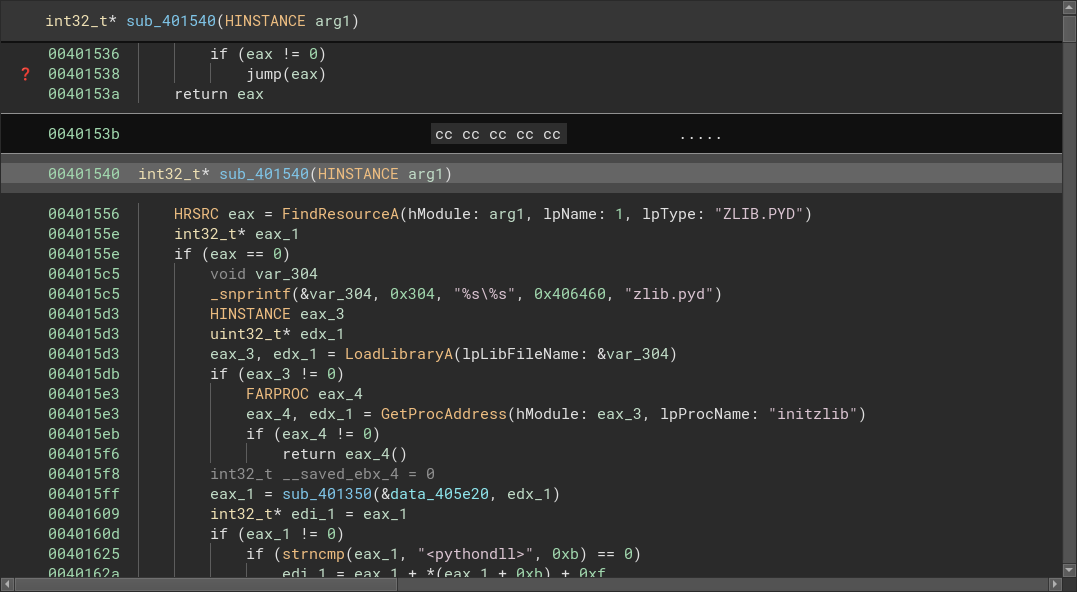 int32_t* sub_401540(HINSTANCE arg1)
00401536 if (eax != 0)
? 00401538 jump(eax)
0040153a return eax
0040153b cc cc cc cc cc .....
00401540 int32_t* sub_401540(HINSTANCE arg1)
00401556 HRSRC eax = FindResourceA(hModule: arg1, lpName: 1, lpType: "ZLIB.PYD")
0040155e int32_t* eax_1
0040155e if (eax == 0)
004015c5 void var_304
004015c5 _snprintf(&var_304, 0x304, "%s\%s", 0x406460, "zlib.pyd")
004015d3 HINSTANCE eax_3
004015d3 uint32_t* edx_1
004015d3 eax_3, edx_1 = LoadLibraryA(lpLibFileName: &var_304)
004015db if (eax_3 != 0)
004015e3 FARPROC eax_4
004015e3 eax_4, edx_1 = GetProcAddress(hModule: eax_3, lpProcName: "initzlib")
004015eb if (eax_4 != 0)
004015f6 return eax_4()
004015f8 int32_t __saved_ebx_4 = 0
004015ff eax_1 = sub_401350(&data_405e20, edx_1)
00401609 int32_t* edi_1 = eax_1
0040160d if (eax_1 != 0)
00401625 if (strncmp(eax_1, "<pythondll>", 0xb) == 0)
0040162a edi_1 = eax_1 + *(eax_1 + 0xb) + 0xf